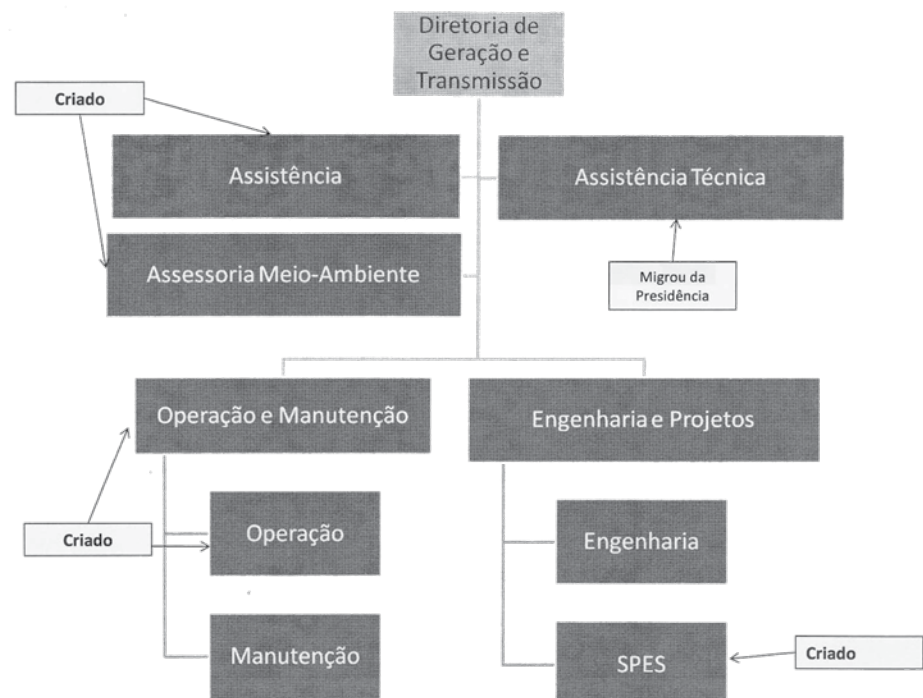 Diretoria de
Geração e
Transmissão
Criado
Assistência
Assistência Técnica
Assessoria Meio-Ambiente
Migrou da
Presidência
Operação e Manutenção
Engenharia e Projetos
Criado
Operação
Engenharia
Manutenção
SPES
Criado